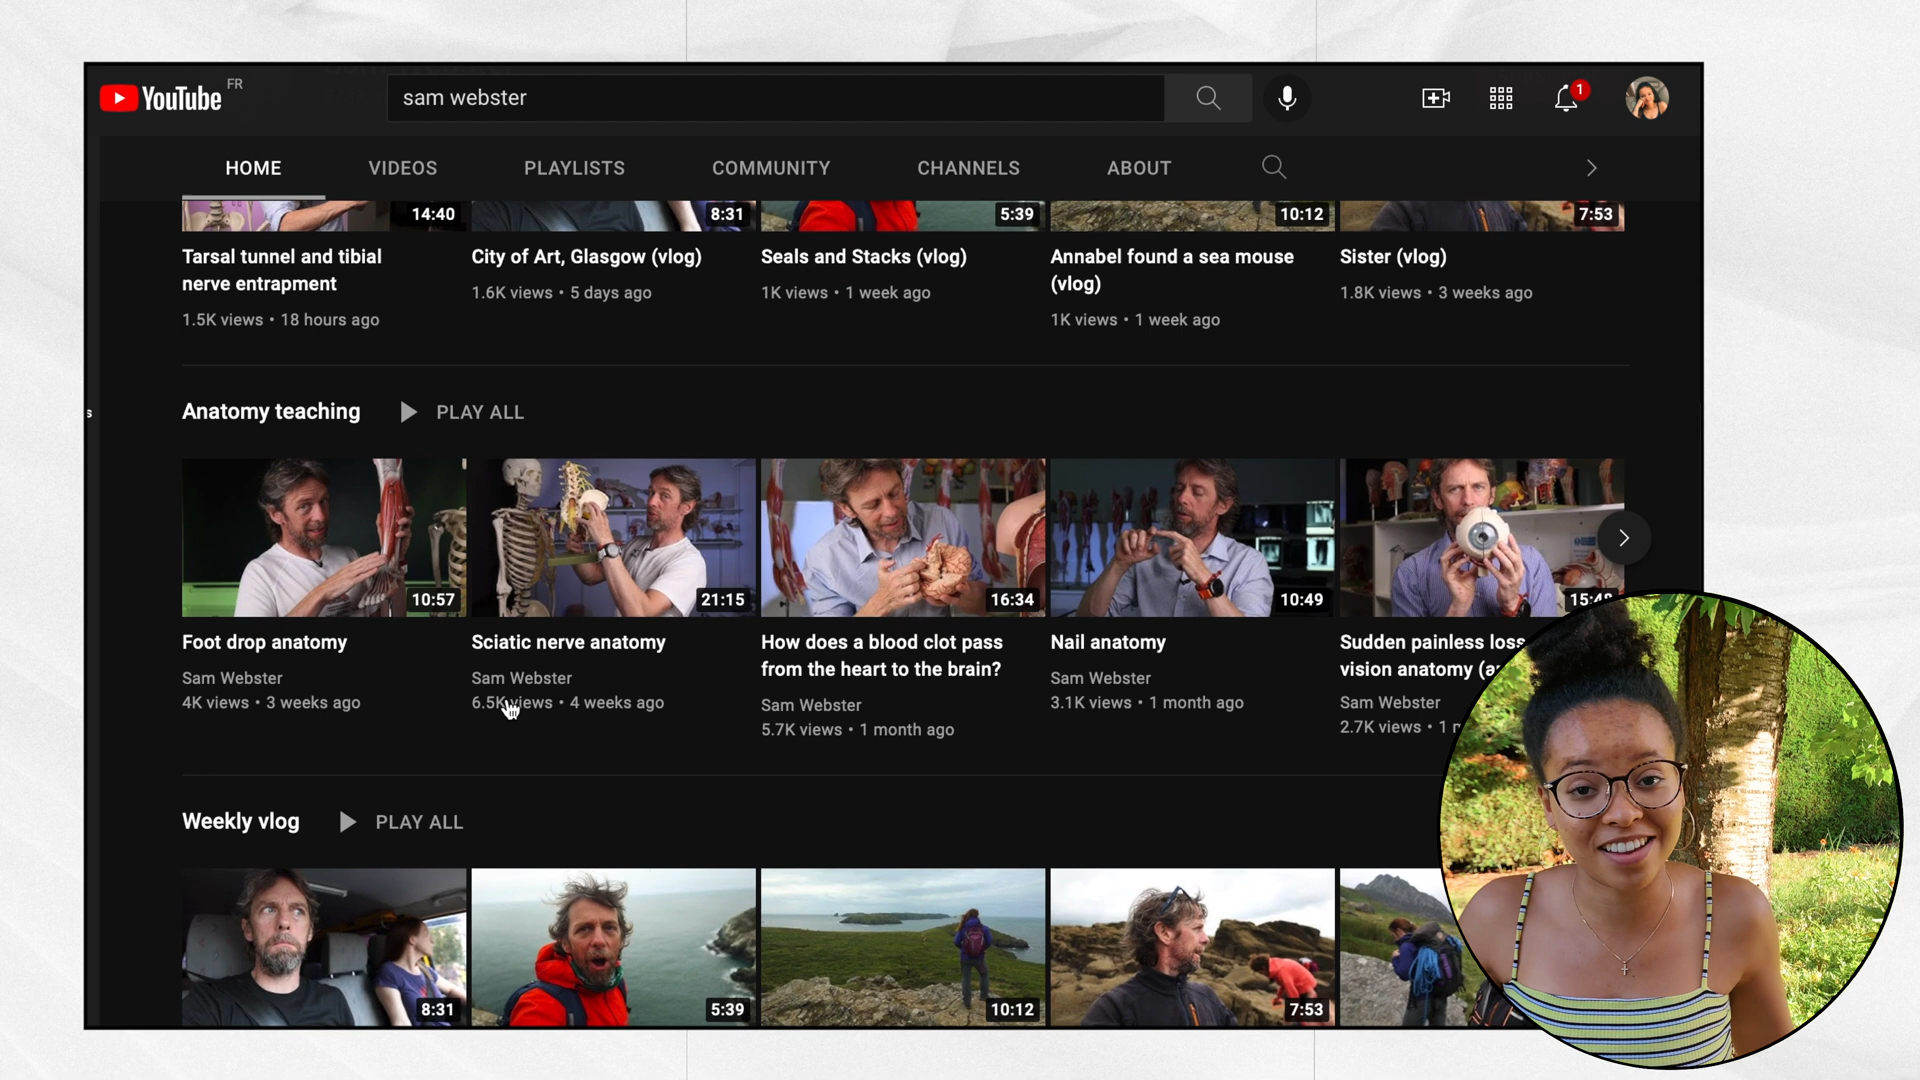 YouTube FR
sam webster
1
HOME VIDEOS PLAYLISTS COMMUNITY CHANNELS ABOUT
14:40 8:31 5:39 10:12 7:53
Tarsal tunnel and tibial
nerve entrapment
1.5K views • 18 hours ago
City of Art, Glasgow (vlog)
1.6K views • 5 days ago
Seals and Stacks (vlog)
1K views • 1 week ago
Annabel found a sea mouse
(vlog)
1K views • 1 week ago
Sister (vlog)
1.8K views • 3 weeks ago
s
Anatomy teaching PLAY ALL
10:57 21:15 16:34 10:49
Foot drop anatomy
Sam Webster
4K views • 3 weeks ago
Sciatic nerve anatomy
Sam Webster
6.5K views • 4 weeks ago
How does a blood clot pass
from the heart to the brain?
Sam Webster
5.7K views • 1 month ago
Nail anatomy
Sam Webster
3.1K views • 1 month ago
Sudden painless loss
vision anatomy
Sam Webster
2.7K views • 1
Weekly vlog PLAY ALL
8:31 5:39 10:12 7:53